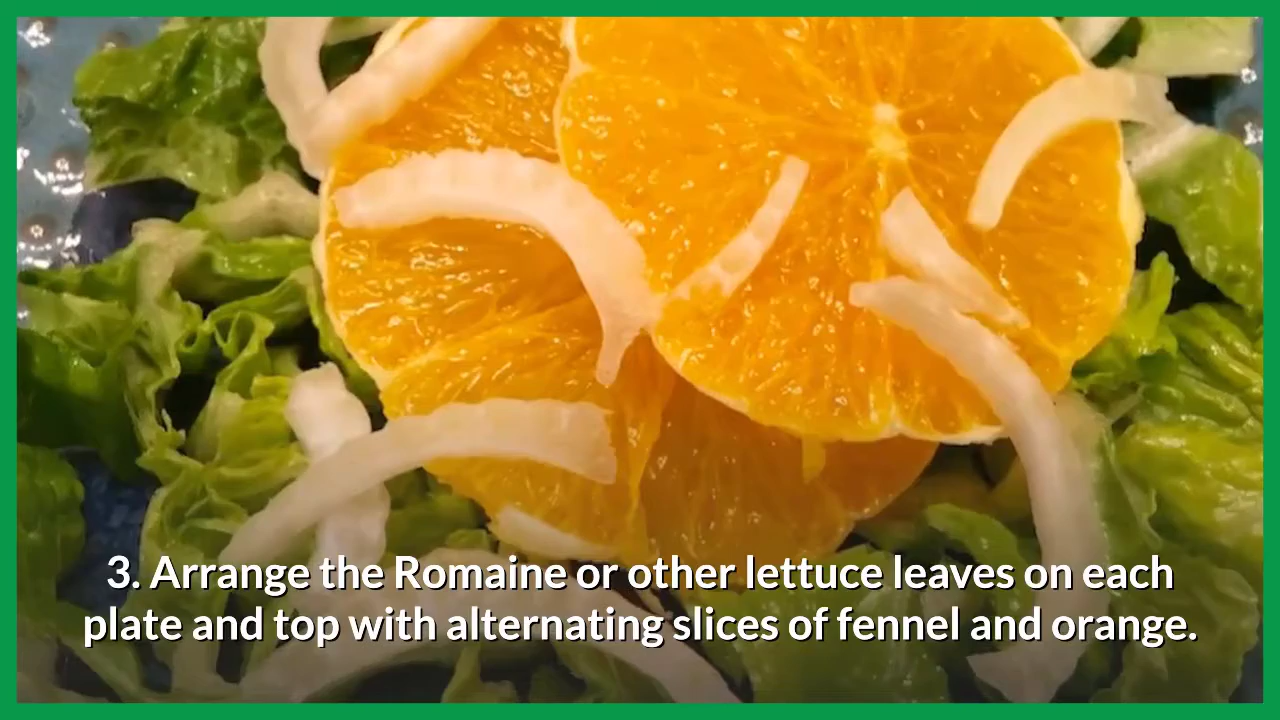 3. Arrange the Romaine or other lettuce leaves on each
plate and top with alternating slices of fennel and orange.